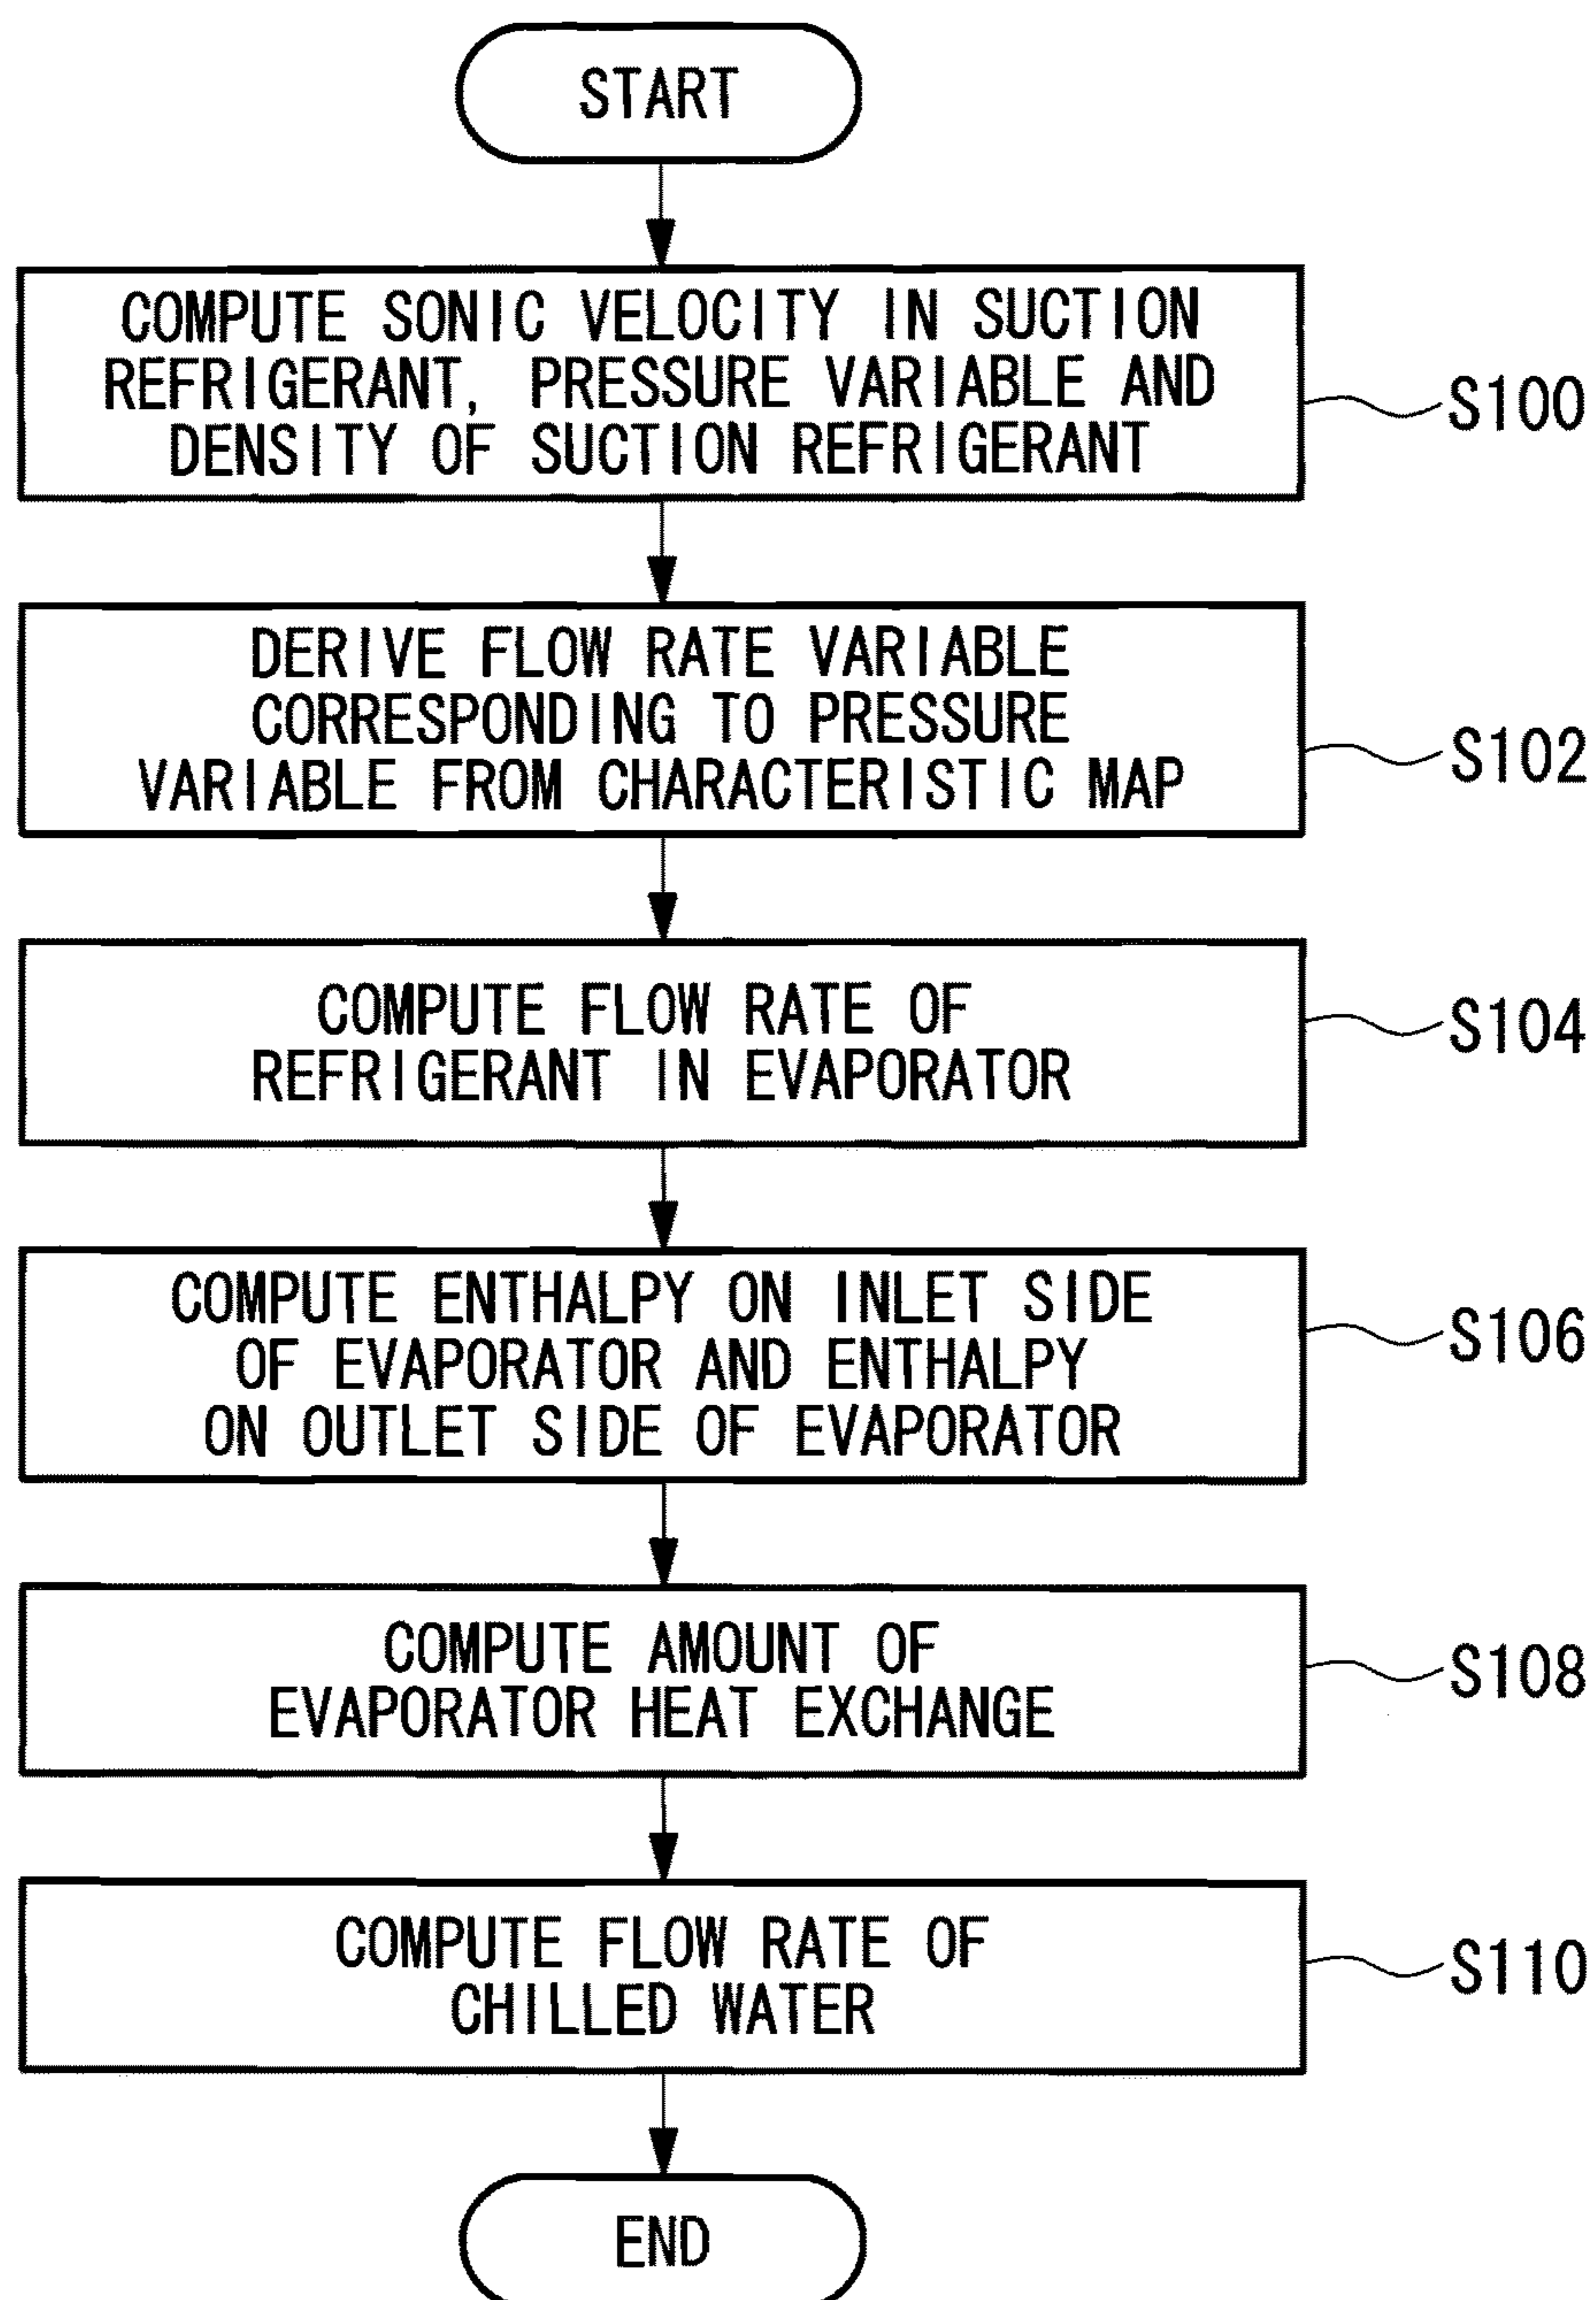 START
COMPUTE SONIC VELOCITY IN SUCTION
REFRIGERANT, PRESSURE VARIABLE AND
DENSITY OF SUCTION REFRIGERANT
S100
DERIVE FLOW RATE VARIABLE
CORRESPONDING TO PRESSURE
VARIABLE FROM CHARACTERISTIC MAP
S102
COMPUTE FLOW RATE OF
REFRIGERANT IN EVAPORATOR
S104
COMPUTE ENTHALPY ON INLET SIDE
OF EVAPORATOR AND ENTHALPY
ON OUTLET SIDE OF EVAPORATOR
S106
COMPUTE AMOUNT OF
EVAPORATOR HEAT EXCHANGE
S108
COMPUTE FLOW RATE OF
CHILLED WATER
S110
END